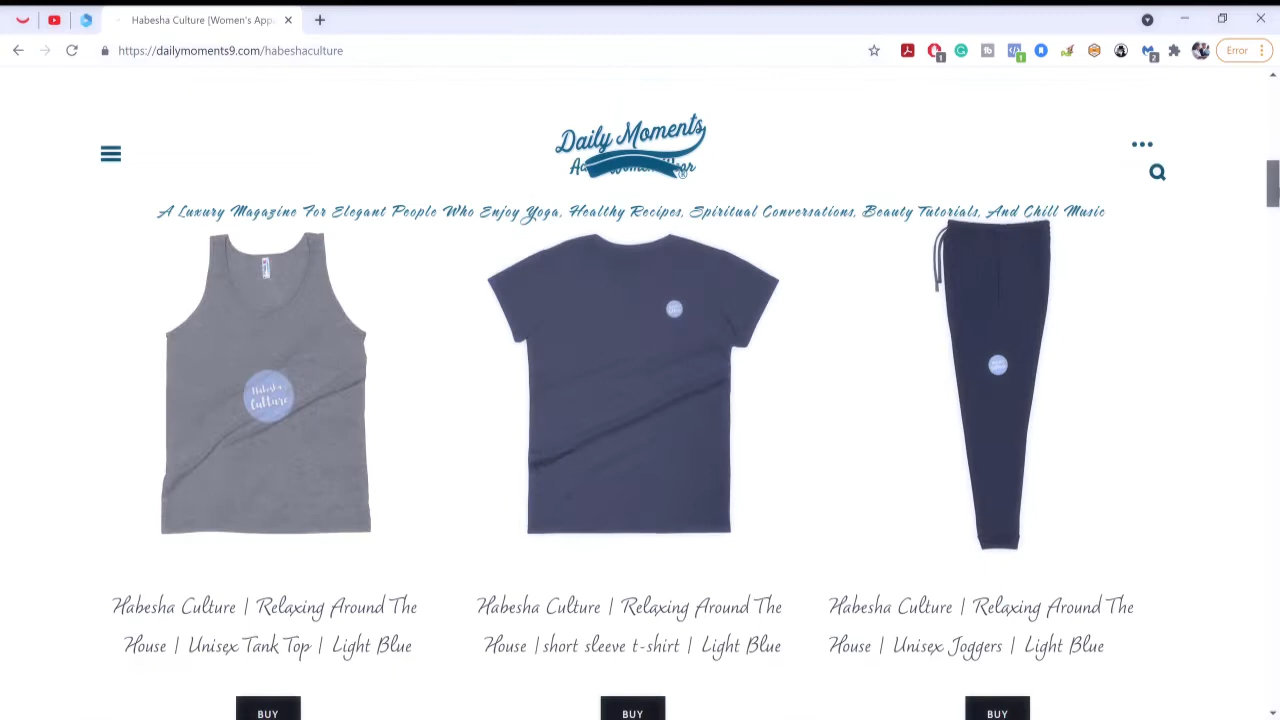 Habesha Culture {Women's App
https://dailymoments9.com/habeshaculture
Error
Daily Moments
A Luxury Magazine For Elegant People Who Enjoy Yoga, Healthy Recipes, Spiritual Conversations, Beauty Tutorials, And Chill Music
Habesha
Culture
Habesha Culture | Relaxing Around The
House | Unisex Tank Top | Light Blue
BUY
Habesha Culture | Relaxing Around The
House |short sleeve t-shirt | Light Blue
BUY
Habesha Culture | Relaxing Around The
House | Unisex Joggers | Light Blue
BUY